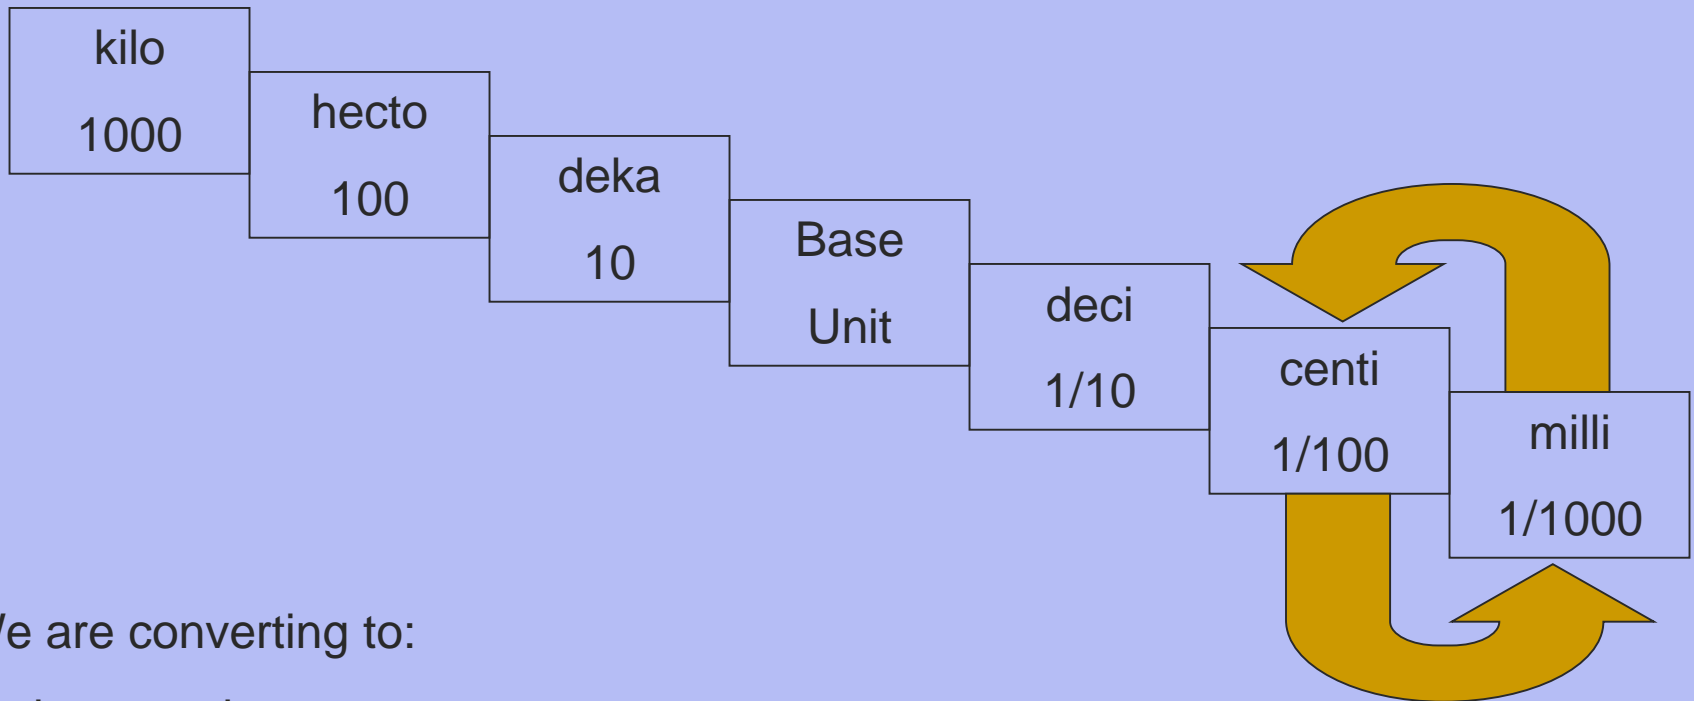 kilo
1000
hecto
100
deka
10
Base
Unit
deci
1/10
centi
1/100
milli
1/1000
We are converting to: